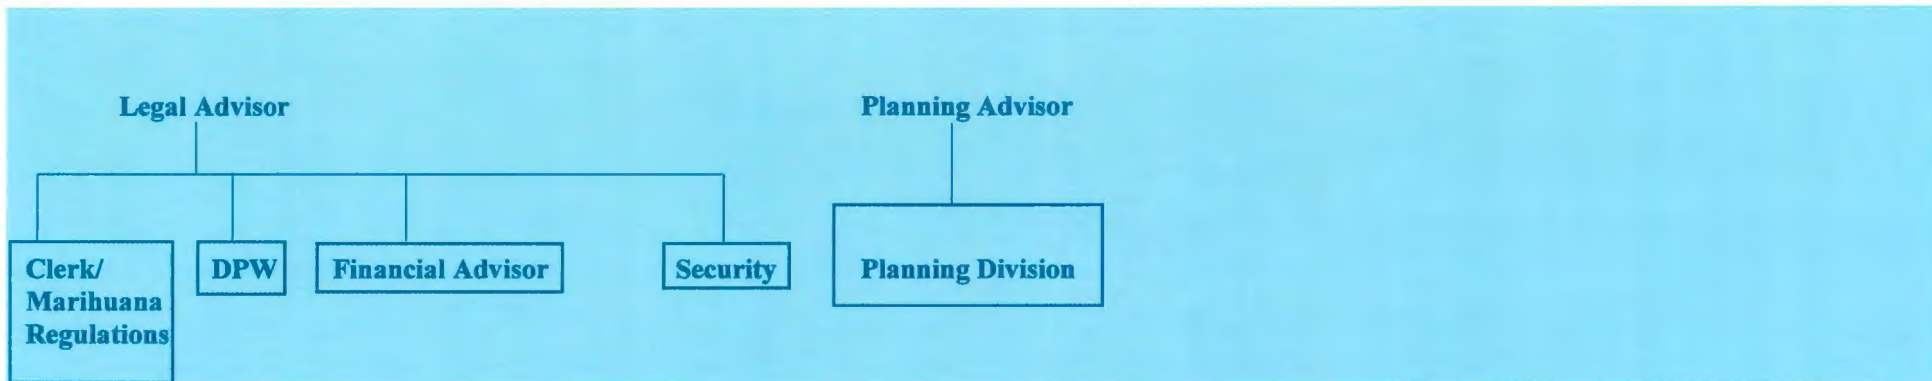 Legal Advisor
Planning Advisor
Clerk/
Marihuana
Regulations
DPW
Financial Advisor
Security
Planning Division